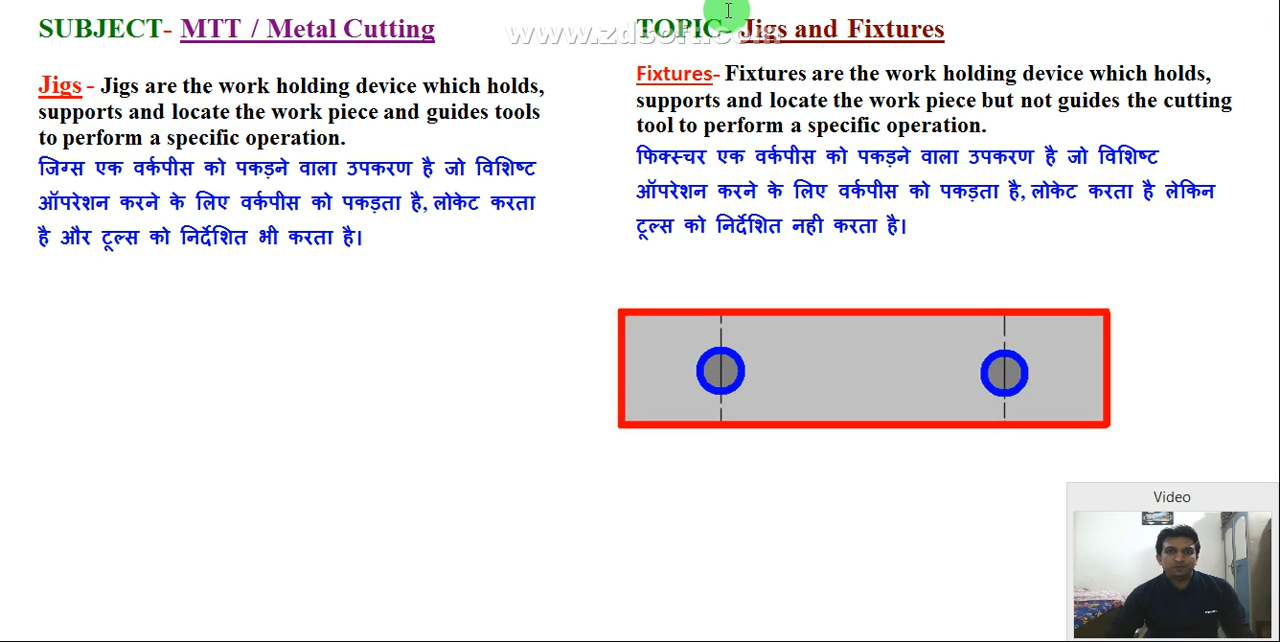 SUBJECT- MTT / Metal Cutting
TOPIC- Jigs and Fixtures
www.zdsoft.com
Jigs - Jigs are the work holding device which holds,
supports and locate the work piece and guides tools
to perform a specific operation.
जिग्स एक वर्कपीस को पकड़ने वाला उपकरण है जो विशिष्ट
ऑपरेशन करने के लिए वर्कपीस को पकड़ता है, लोकेट करता
है और टूल्स को निर्देशित भी करता है।
Fixtures- Fixtures are the work holding device which holds,
supports and locate the work piece but not guides the cutting
tool to perform a specific operation.
फिक्स्चर एक वर्कपीस को पकड़ने वाला उपकरण है जो विशिष्ट
ऑपरेशन करने के लिए वर्कपीस को पकड़ता है, लोकेट करता है लेकिन
टूल्स को निर्देशित नही करता है।
Video